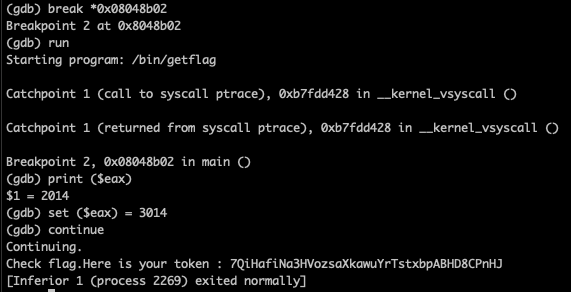 (gdb) break *0x08048b02
Breakpoint 2 at 0x8048b02
(gdb) run
Starting program: /bin/getflag
Catchpoint 1 (call to syscall ptrace), 0xb7fdd428 in __kernel_vsyscall ()
Catchpoint 1 (returned from syscall ptrace), 0xb7fdd428 in __kernel_vsyscall ()
Breakpoint 2, 0x08048b02 in main ()
(gdb) print ($eax)
$1 = 2014
(gdb) set ($eax) = 3014
(gdb) continue
Continuing.
Check flag.Here is your token : 7QiHafiNa3HVozsaXkawuYrTstxbpABHD8CPnHJ
[Inferior 1 (process 2269) exited normally]